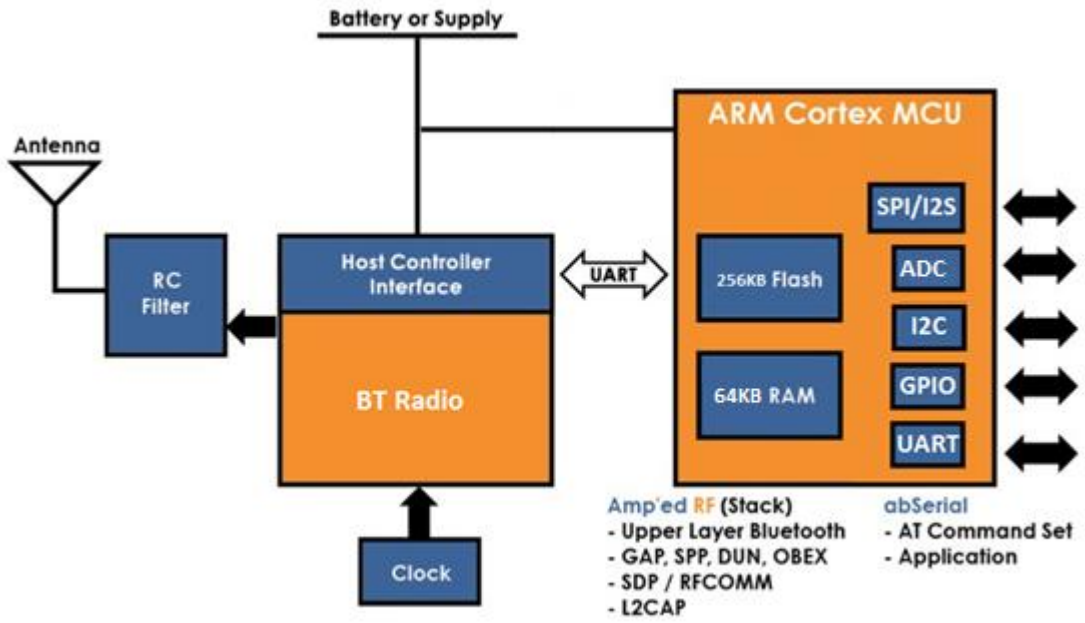 Battery or Supply
ARM Cortex MCU
Antenna
SPI/I2S
Host Controller
Interface
UART
256KB Flash
ADC
RC
Filter
I2C
BT Radio
64KB RAM
GPIO
UART
Amp'ed RF (Stack)
- Upper Layer Bluetooth
- GAP, SPP, DUN, OBEX
- SDP / RFCOMM
- L2CAP
abSerial
- AT Command Set
- Application
Clock